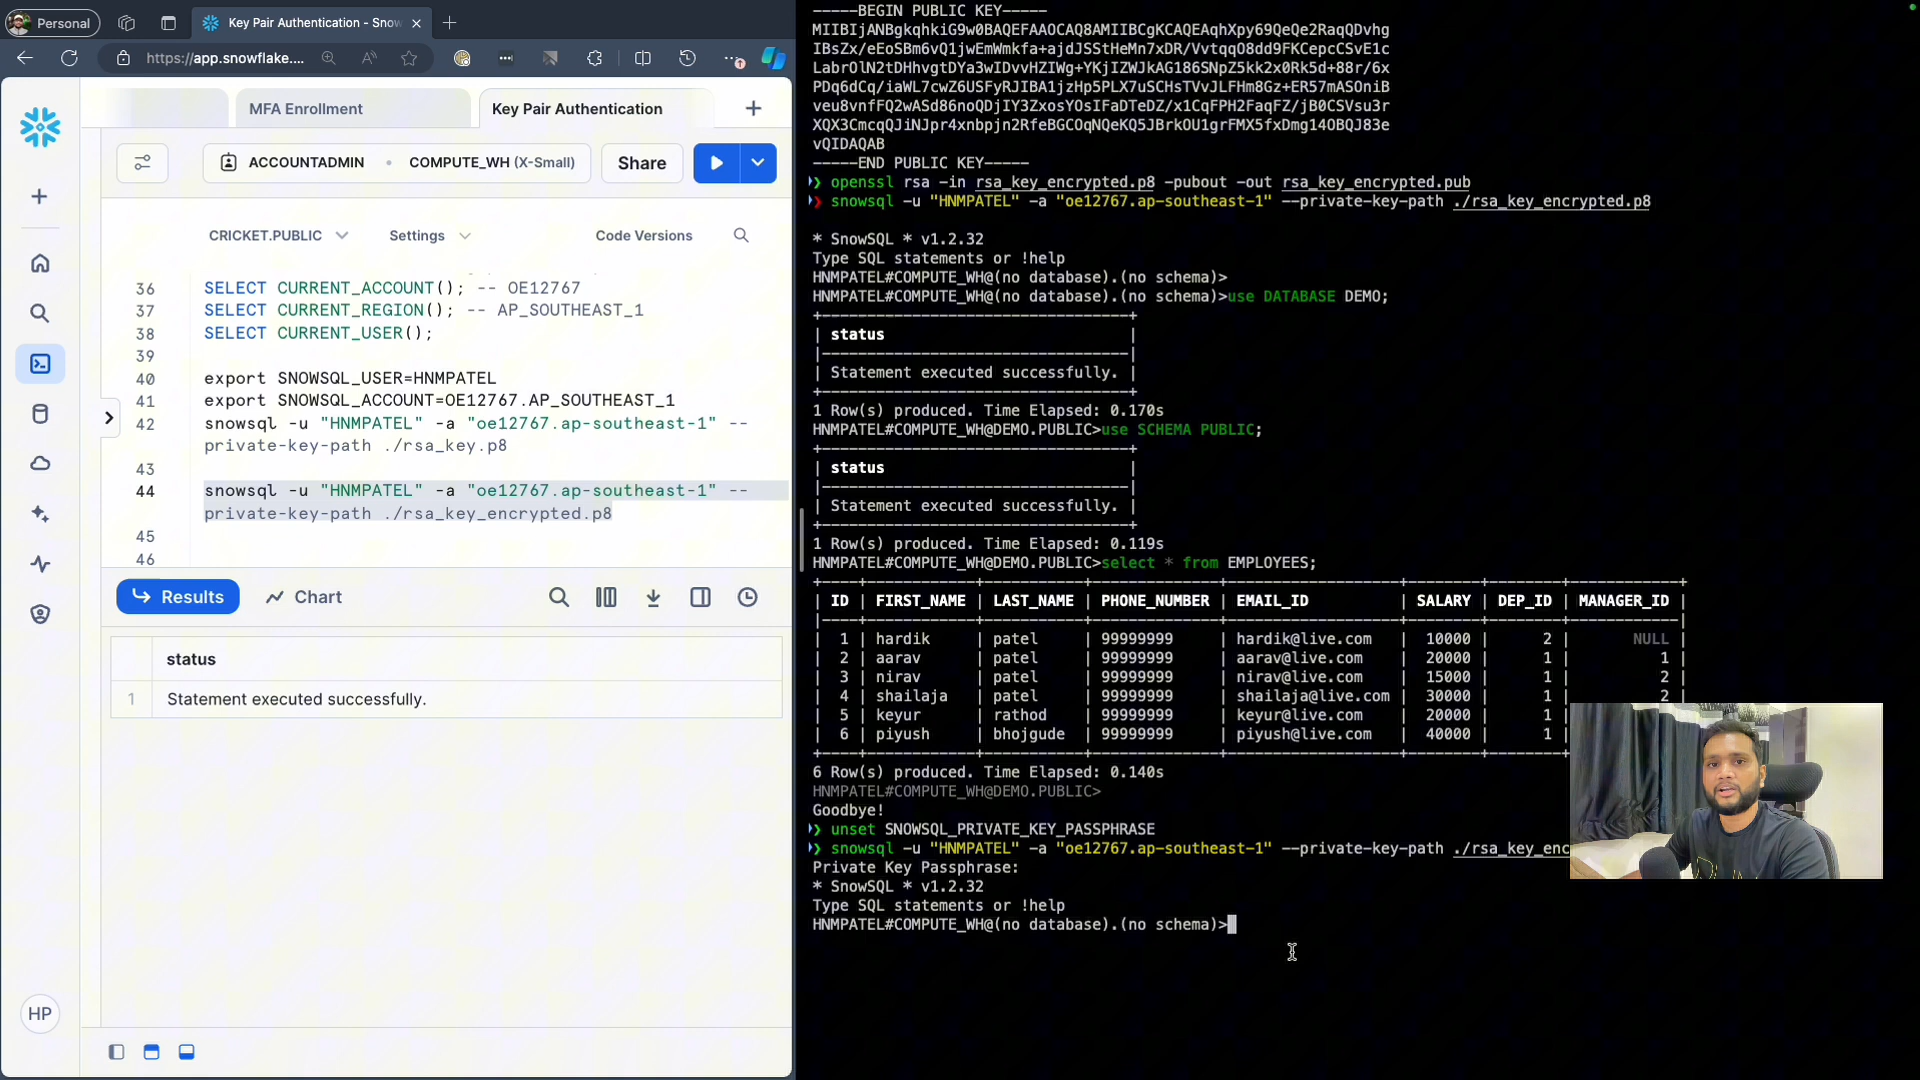 Personal
Key Pair Authentication - Snow
https://app.snowflake....
MFA Enrollment
Key Pair Authentication
ACCOUNTADMIN
COMPUTE_WH (X-Small)
Share
CRICKET.PUBLIC
Settings
Code Versions
36 SELECT CURRENT_ACCOUNT(); -- OE12767
37 SELECT CURRENT_REGION(); -- AP_SOUTHEAST_1
38 SELECT CURRENT_USER();
39
40 export SNOWSQL_USER=HNMPATEL
41 export SNOWSQL_ACCOUNT=OE12767.AP_SOUTHEAST_1
42 snowsql -u "HNMPATEL" -a "oe12767.ap-southeast-1" --
private-key-path ./rsa_key.p8
43
44 snowsql -u "HNMPATEL" -a "oe12767.ap-southeast-1" --
private-key-path ./rsa_key_encrypted.p8
45
46
Results
Chart
status
1 Statement executed successfully.
HP
-----BEGIN PUBLIC KEY-----
MIIBIjANBgkqhkiG9w0BAQEFAAOCAQ8AMIIBCgKCAQEAqhXpy69QeQe2RaqQDvhg
IBsZx/eEoSBm6vQ1jwEmWmkfa+ajdJSStHeMn7xDR/VvtqqO8dd9FKCepcCSvE1c
LabrOlN2tDHhvgtDYa3wIDvvHZIWg+YKjIZWJkAG186SNpZ5kk2x0Rk5d+88r/6x
PDq6dCq/iaWL7cwZ6USFyRJIBA1jzHp5PLX7uSCHsTVvJLFHm8Gz+ER57mASOniB
veu8vnfFQ2wASd86noQDjIY3ZxosYOsIFaDTeDZ/x1CqFPH2FaqFZ/jB0CSVsu3r
XQX3CmcqQJiNJpr4xnbpjn2RfeBGCOqNQeKQ5JBrkOU1grFMX5fxDmg14OBQJ83e
vQIDAQAB
-----END PUBLIC KEY-----
❯ openssl rsa -in rsa_key_encrypted.p8 -pubout -out rsa_key_encrypted.pub
❯ snowsql -u "HNMPATEL" -a "oe12767.ap-southeast-1" --private-key-path ./rsa_key_encrypted.p8
* SnowSQL * v1.2.32
Type SQL statements or !help
HNMPATEL#COMPUTE_WH@(no database).(no schema)>
HNMPATEL#COMPUTE_WH@(no database).(no schema)>use DATABASE DEMO;
| status |
| Statement executed successfully. |
1 Row(s) produced. Time Elapsed: 0.170s
HNMPATEL#COMPUTE_WH@DEMO.PUBLIC>use SCHEMA PUBLIC;
| status |
| Statement executed successfully. |
1 Row(s) produced. Time Elapsed: 0.119s
HNMPATEL#COMPUTE_WH@DEMO.PUBLIC>select * from EMPLOYEES;
| ID | FIRST_NAME | LAST_NAME | PHONE_NUMBER | EMAIL_ID | SALARY | DEP_ID | MANAGER_ID |
| 1 | hardik | patel | 99999999 | hardik@live.com | 10000 | 2 | NULL |
| 2 | aarav | patel | 99999999 | aarav@live.com | 20000 | 1 | 1 |
| 3 | nirav | patel | 99999999 | nirav@live.com | 15000 | 1 | 2 |
| 4 | shailaja | patel | 99999999 | shailaja@live.com | 30000 | 1 | 2 |
| 5 | keyur | rathod | 99999999 | keyur@live.com | 20000 | 1 |
| 6 | piyush | bhojgude | 99999999 | piyush@live.com | 40000 | 1 |
6 Row(s) produced. Time Elapsed: 0.140s
HNMPATEL#COMPUTE_WH@DEMO.PUBLIC>
Goodbye!
❯ unset SNOWSQL_PRIVATE_KEY_PASSPHRASE
❯ snowsql -u "HNMPATEL" -a "oe12767.ap-southeast-1" --private-key-path ./rsa_key_enc
Private Key Passphrase:
* SnowSQL * v1.2.32
Type SQL statements or !help
HNMPATEL#COMPUTE_WH@(no database).(no schema)>